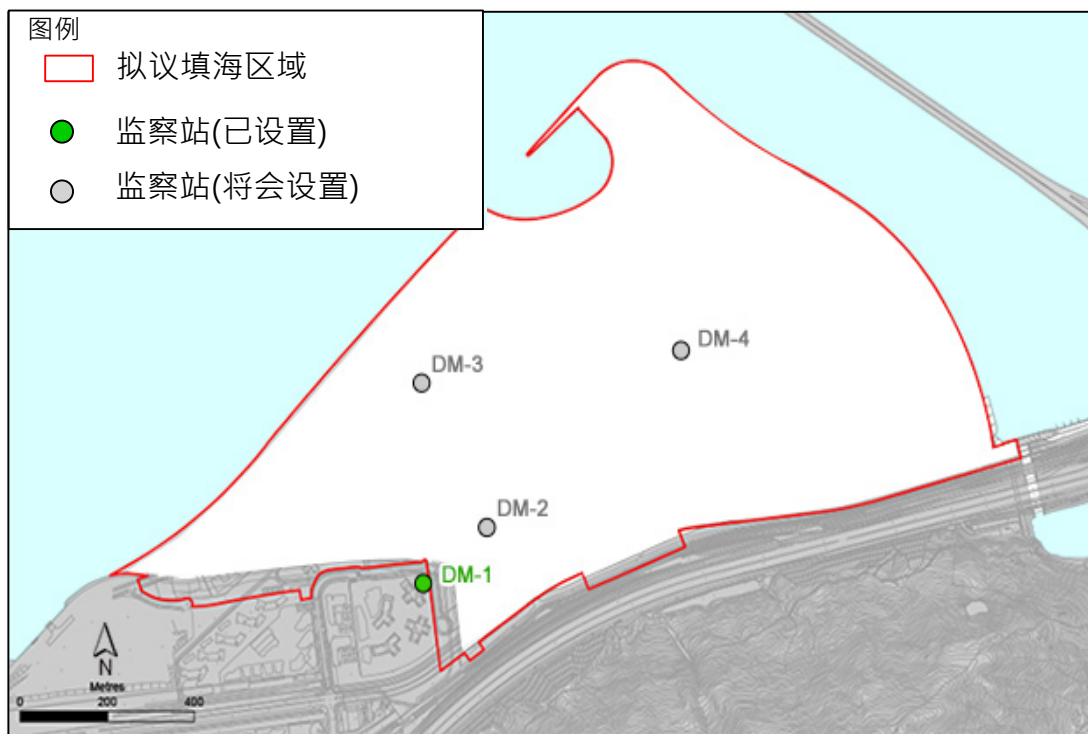 图例
拟议填海区域
监察站(已设置)
监察站(将会设置)
DM-4
DM-3
DM-2
DM-1
N
Metres
0 200 400